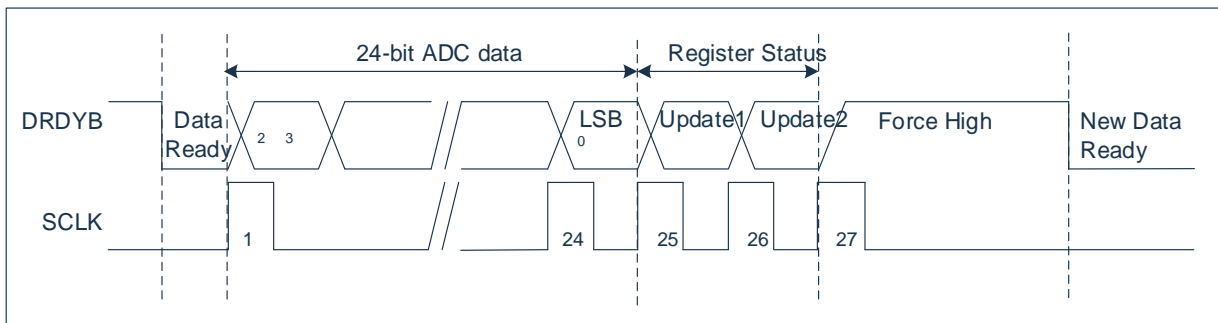 24-bit ADC data
Register Status
DRDYB
Data
Ready
2 3
LSB
0
Update1
Update2
Force High
New Data
Ready
SCLK
1
24
25
26
27